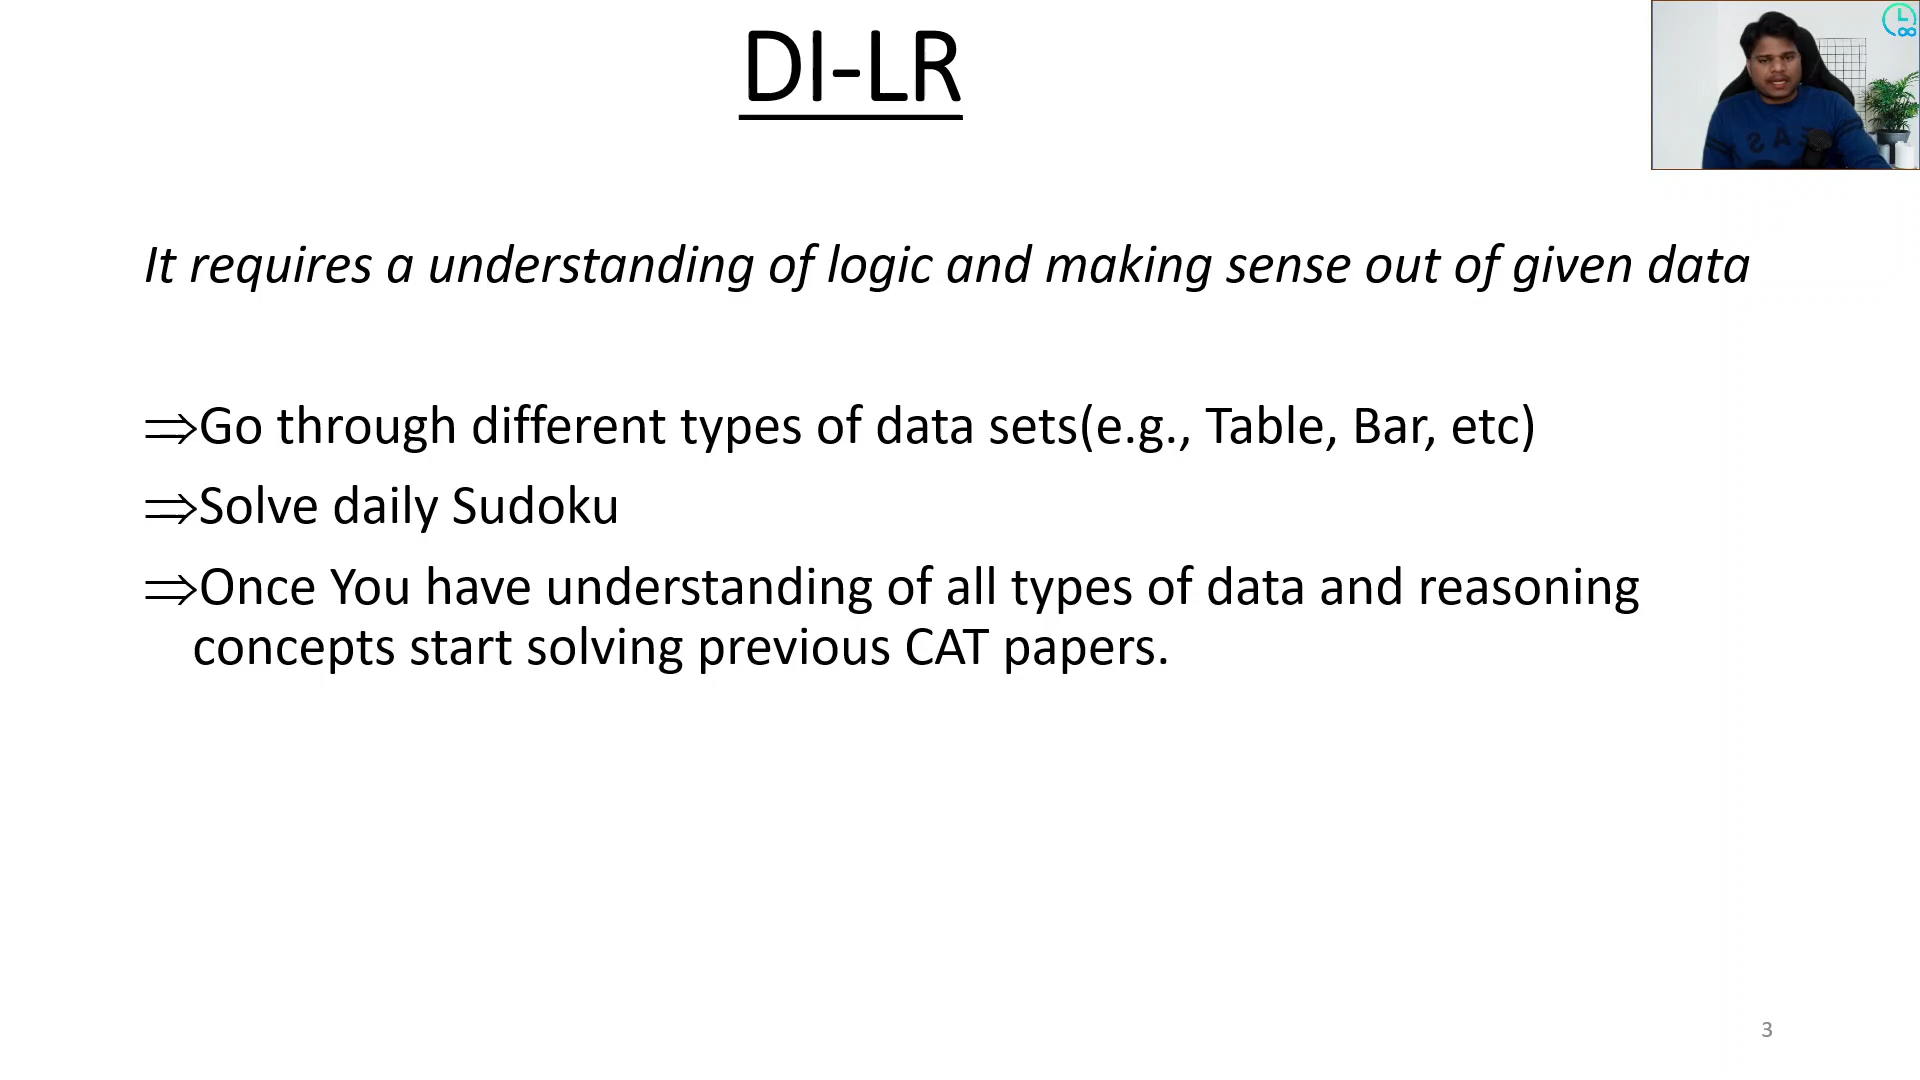 DI-LR
It requires a understanding of logic and making sense out of given data
⇒Go through different types of data sets(e.g., Table, Bar, etc)
⇒Solve daily Sudoku
⇒Once You have understanding of all types of data and reasoning
concepts start solving previous CAT papers.
3